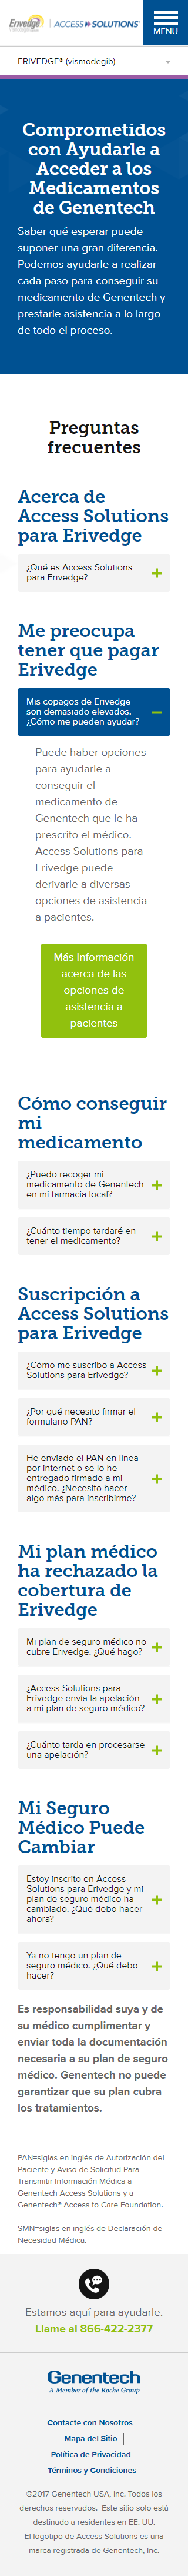 Erivedge
ACCESS SOLUTIONS
MENU
ERIVEDGE® (vismodegib)
Comprometidos
con Ayudarle a
Acceder a los
Medicamentos
de Genentech
Saber qué esperar puede
suponer una gran diferencia.
Podemos ayudarle a realizar
cada paso para conseguir su
medicamento de Genentech y
prestarle asistencia a lo largo
de todo el proceso.
Preguntas
frecuentes
Acerca de
Access Solutions
para Erivedge
¿Qué es Access Solutions
para Erivedge?
Me preocupa
tener que pagar
Erivedge
Mis copagos de Erivedge
son demasiado elevados.
¿Cómo me pueden ayudar?
Puede haber opciones
para ayudarle a
conseguir el
medicamento de
Genentech que le ha
prescrito el médico.
Access Solutions para
Erivedge puede
derivarle a diversas
opciones de asistencia
a pacientes.
Más Información
acerca de las
opciones de
asistencia a
pacientes
Cómo conseguir
mi
medicamento
¿Puedo recoger mi
medicamento de Genentech
en mi farmacia local?
¿Cuánto tiempo tardaré en
tener el medicamento?
Suscripción a
Access Solutions
para Erivedge
¿Cómo me suscribo a Access
Solutions para Erivedge?
¿Por qué necesito firmar el
formulario PAN?
He enviado el PAN en línea
por internet o se lo he
entregado firmado a mi
médico. ¿Necesito hacer
algo más para inscribirme?
Mi plan médico
ha rechazado la
cobertura de
Erivedge
Mi plan de seguro médico no
cubre Erivedge. ¿Qué hago?
¿Access Solutions para
Erivedge envía la apelación
a mi plan de seguro médico?
¿Cuánto tarda en procesarse
una apelación?
Mi Seguro
Médico Puede
Cambiar
Estoy inscrito en Access
Solutions para Erivedge y mi
plan de seguro médico ha
cambiado. ¿Qué debo hacer
ahora?
Ya no tengo un plan de
seguro médico. ¿Qué debo
hacer?
Es responsabilidad suya y de
su médico cumplimentar y
enviar toda la documentación
necesaria a su plan de seguro
médico. Genentech no puede
garantizar que su plan cubra
los tratamientos.
PAN=siglas en inglés de Autorización del
Paciente y Aviso de Solicitud Para
Transmitir Información Médica a
Genentech Access Solutions y a
Genentech® Access to Care Foundation.
SMN=siglas en inglés de Declaración de
Necesidad Médica.
Estamos aquí para ayudarle.
Llame al 866-422-2377
Genentech
A Member of the Roche Group
Contacte con Nosotros
Mapa del Sitio
Política de Privacidad
Términos y Condiciones
©2017 Genentech USA, Inc. Todos los
derechos reservados. Este sitio solo está
destinado a residentes en EE. UU.
El logotipo de Access Solutions es una
marca registrada de Genentech, Inc.